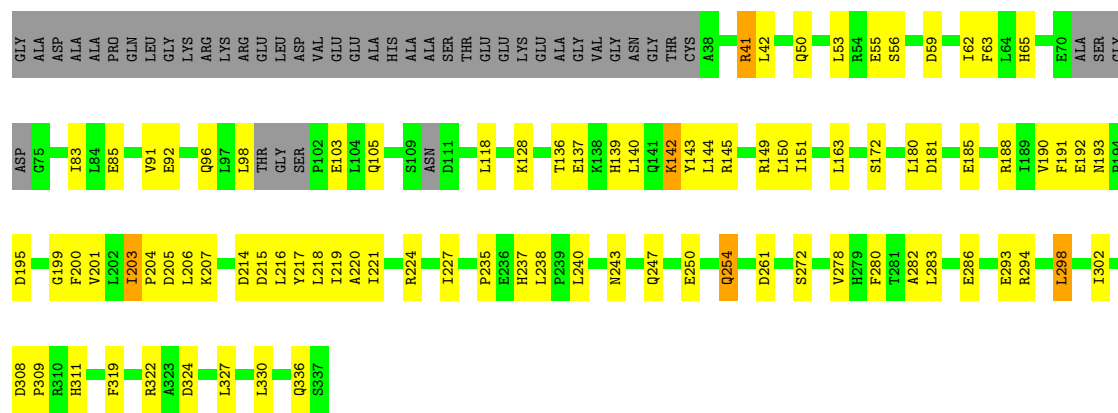 GLY ALA ASP ALA ALA PRO GLN LEU GLY LYS ARG LYS ARG GLU LEU ASP VAL GLU GLU ALA HIS ALA ALA SER THR GLU GLU LYS GLU ALA GLY VAL GLY ASN GLY THR CYS A38 R41 L42 Q50 L53 R54 E55 S56 D59 I62 F63 L64 H65 E70 ALA SER GLY
ASP G75 I83 L84 E85 V91 E92 Q96 L97 L98 THR GLY SER P102 E103 L104 Q105 S109 ASN D111 L118 K128 T136 E137 K138 H139 L140 Q141 K142 Y143 L144 R145 R149 L150 I151 L163 S172 L180 D181 E185 R188 I189 V190 F191 E192 N193
D195 G199 F200 V201 L202 I203 P204 D205 L206 K207 D214 D215 L216 Y217 L218 I219 A220 I221 R224 I227 P235 E236 H237 L238 P239 L240 N243 Q247 E250 Q254 D261 S272 V278 H279 F280 T281 A282 L283 E286 E293 R294 L298 I302
D308 P309 R310 H311 F319 R322 A323 D324 L327 L330 Q336 S337